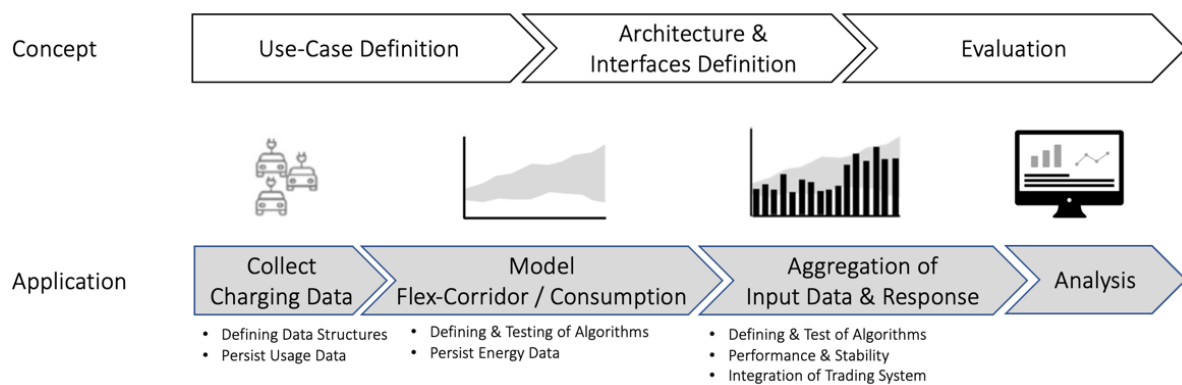 Concept
Use-Case Definition
Architecture &
Interfaces Definition
Evaluation
Application
Collect
Charging Data
Model
Flex-Corridor / Consumption
Aggregation of
Input Data & Response
Analysis
• Defining Data Structures
• Persist Usage Data
• Defining & Testing of Algorithms
• Persist Energy Data
• Defining & Test of Algorithms
• Performance & Stability
• Integration of Trading System